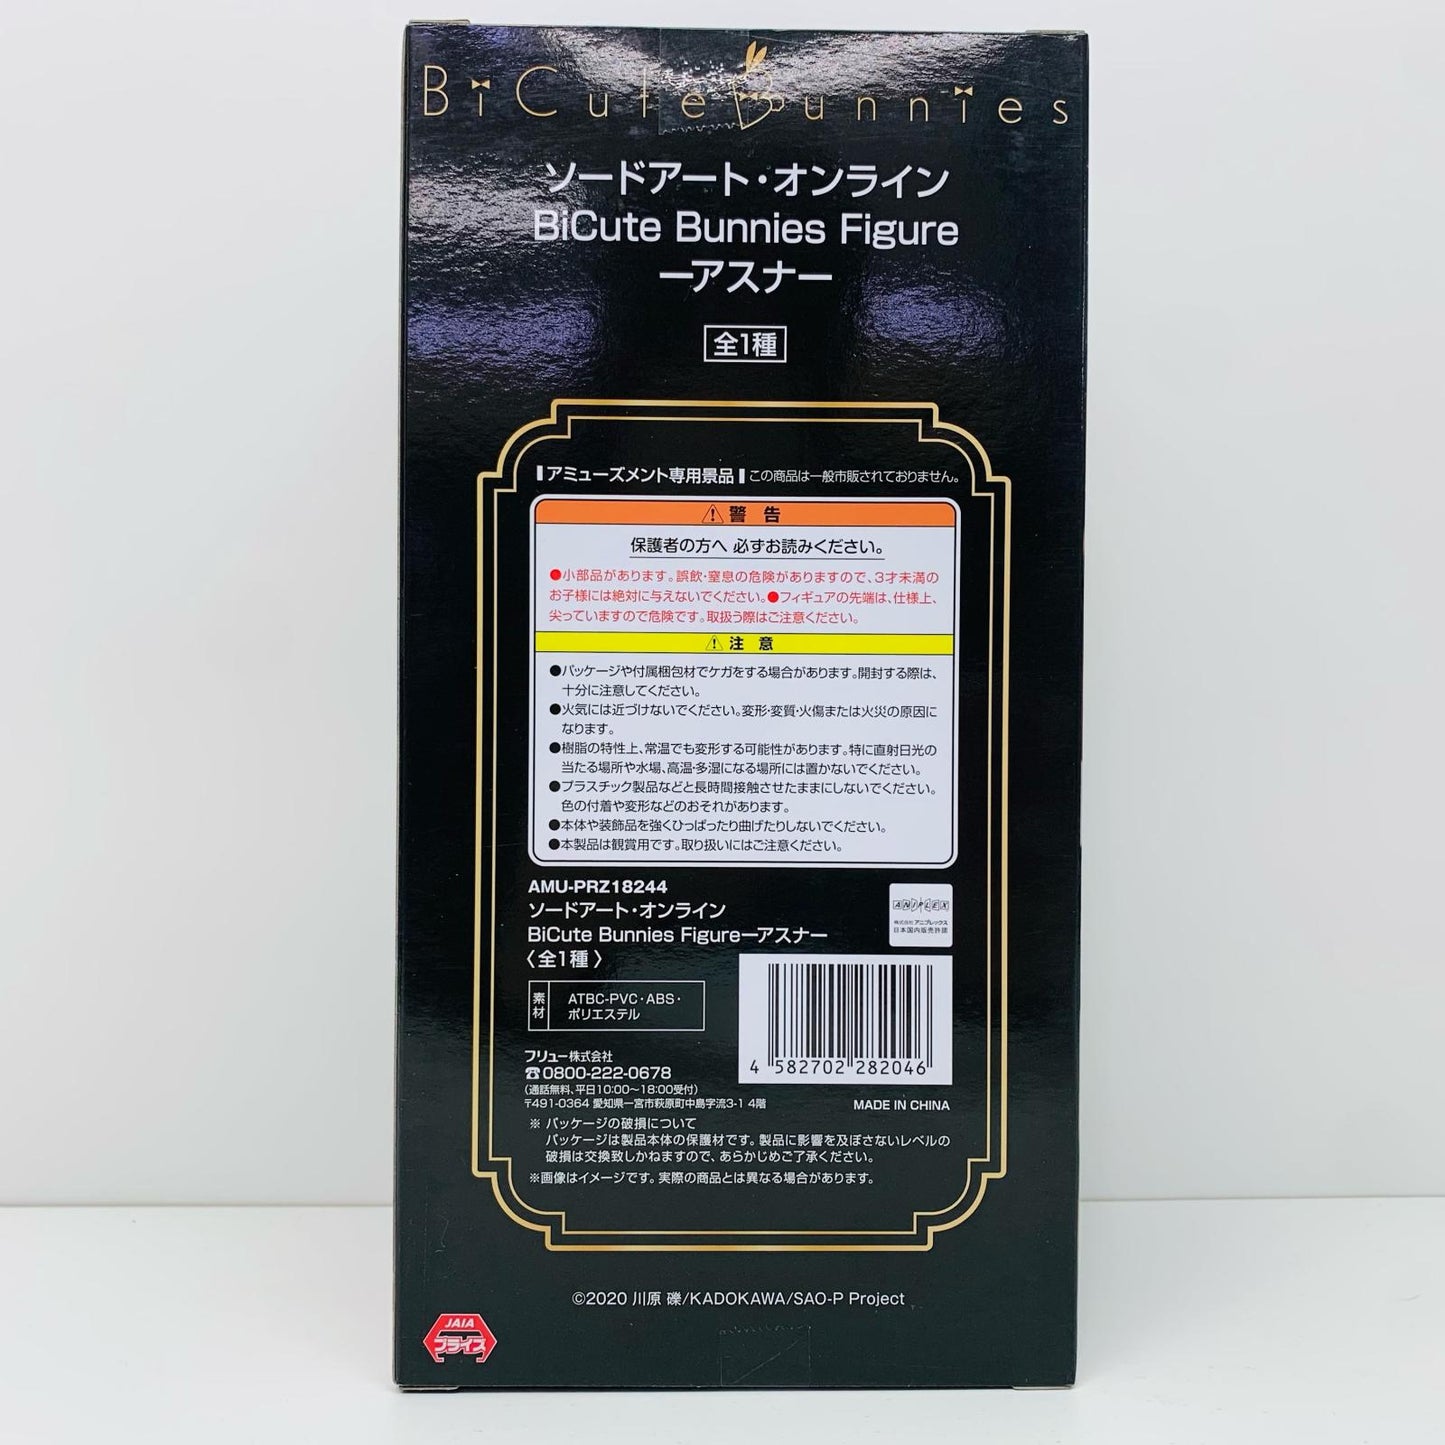 BiCute Bunnies
ソードアート・オンライン
BiCute Bunnies Figure
ーアスナー
全1種
アミューズメント専用景品 この商品は一般市販されておりません。
警 告
保護者の方へ 必ずお読みください。
●小部品があります。誤飲・窒息の危険がありますので、3才未満の
お子様には絶対に与えないでください。●フィギュアの先端は、仕様上、
尖っていますので危険です。取扱う際はご注意ください。
注 意
●パッケージや付属梱包材でケガをする場合があります。開封する際は、
十分に注意してください。
●火気には近づけないでください。変形・変質・火傷または火災の原因に
なります。
●樹脂の特性上、常温でも変形する可能性があります。特に直射日光の
当たる場所や水場、高温・多湿になる場所には置かないでください。
●プラスチック製品などと長時間接触させたままにしないでください。
色の付着や変形などのおそれがあります。
●本体や装飾品を強くひっぱったり曲げたりしないでください。
●本製品は観賞用です。取り扱いにはご注意ください。
AMU-PRZ18244
ソードアート・オンライン
BiCute Bunnies Figureーアスナー
〈全1種〉
ANIPLEX
株式会社 アニプレックス
日本国内販売許諾
素材
ATBC-PVC・ABS・
ポリエステル
4 582702 282046
フリュー株式会社
☎0800-222-0678
(通話無料、平日10:00～18:00受付)
〒491-0364 愛知県一宮市萩原町中島字流3-1 4階
MADE IN CHINA
※ パッケージの破損について
パッケージは製品本体の保護材です。製品に影響を及ぼさないレベルの
破損は交換致しかねますので、あらかじめご了承ください。
※画像はイメージです。実際の商品とは異なる場合があります。
©2020 川原 礫/KADOKAWA/SAO-P Project
JAIA
プライズ